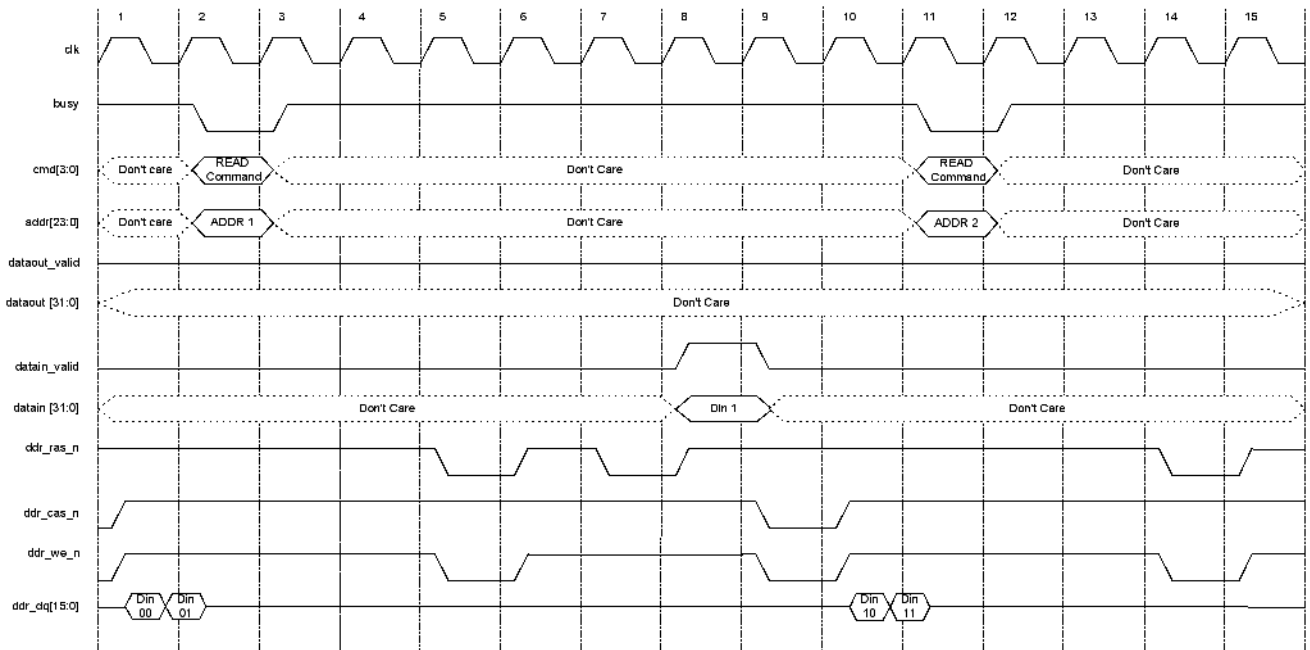 1 2 3 4 5 6 7 8 9 10 11 12 13 14 15
clk
busy
cmd[3:0] Don't care READ Command Don't Care READ Command Don't Care
addr[23:0] Don't care ADDR 1 Don't Care ADDR 2 Don't Care
dataout_valid
dataout [31:0] Don't Care
datain_valid
datain [31:0] Don't Care Din 1 Don't Care
ddr_ras_n
ddr_cas_n
ddr_we_n
ddr_dq[15:0] Din 00 Din 01 Din 10 Din 11